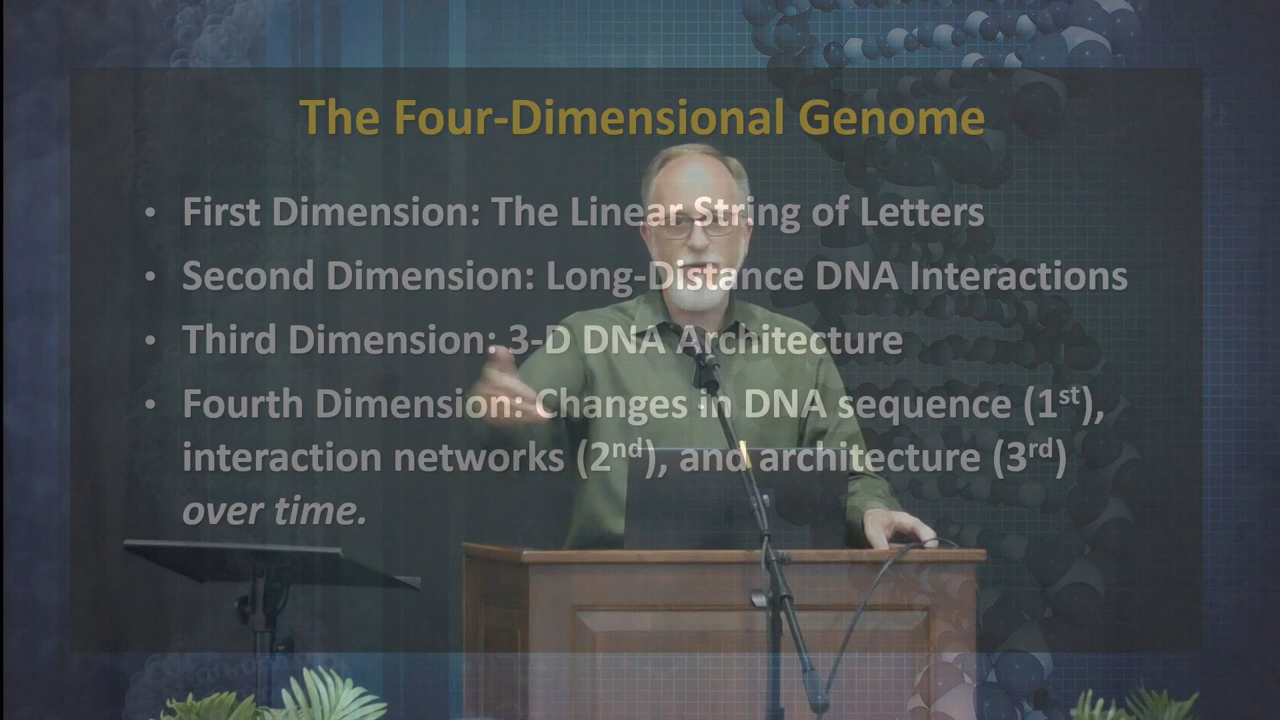 The Four-Dimensional Genome
• First Dimension: The Linear String of Letters
• Second Dimension: Long-Distance DNA Interactions
• Third Dimension: 3-D DNA Architecture
• Fourth Dimension: Changes in DNA sequence (1st),
interaction networks (2nd), and architecture (3rd)
over time.